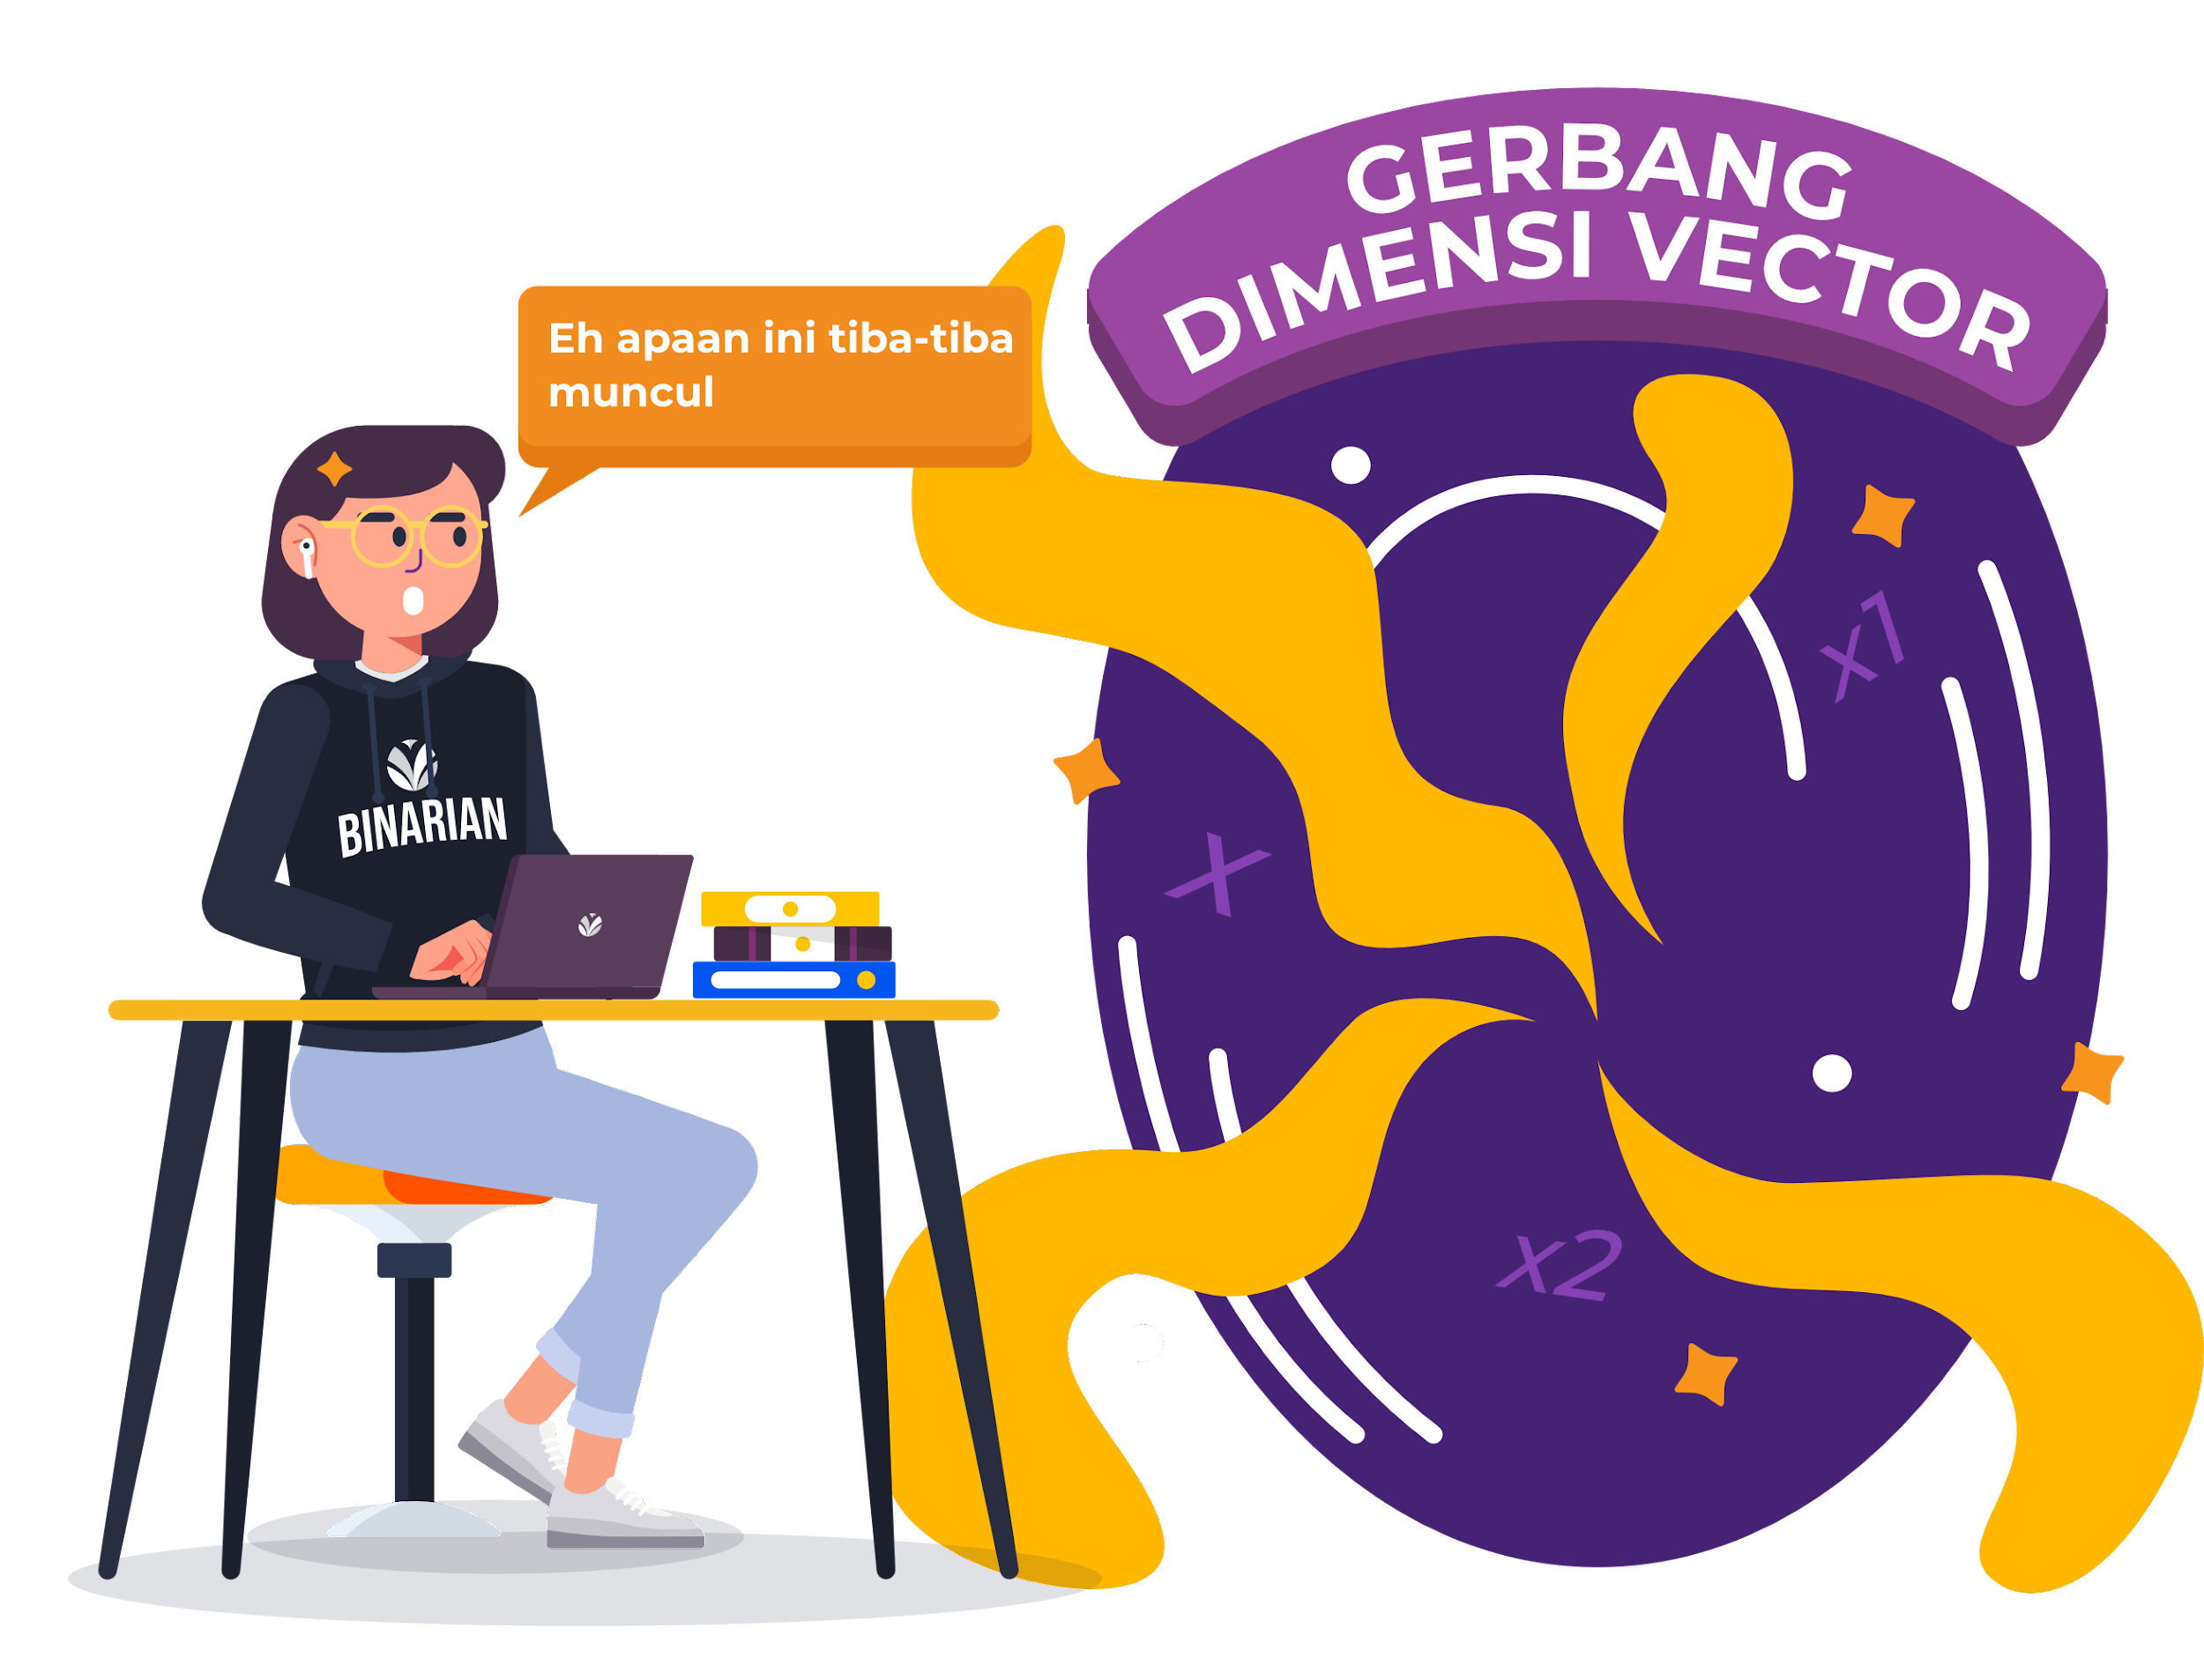 GERBANG
DIMENSI VECTOR
Eh apaan ini tiba-tiba
muncul
x1
BINARIAN
x
x2